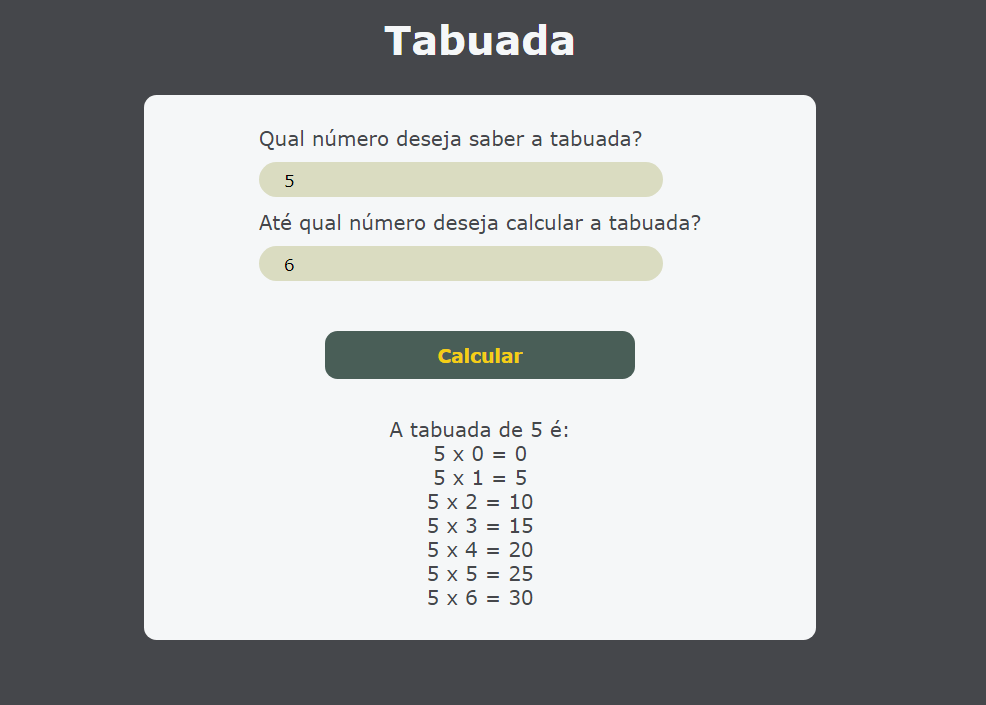 Tabuada
Qual número deseja saber a tabuada?
5
Até qual número deseja calcular a tabuada?
6
Calcular
A tabuada de 5 é:
5 x 0 = 0
5 x 1 = 5
5 x 2 = 10
5 x 3 = 15
5 x 4 = 20
5 x 5 = 25
5 x 6 = 30